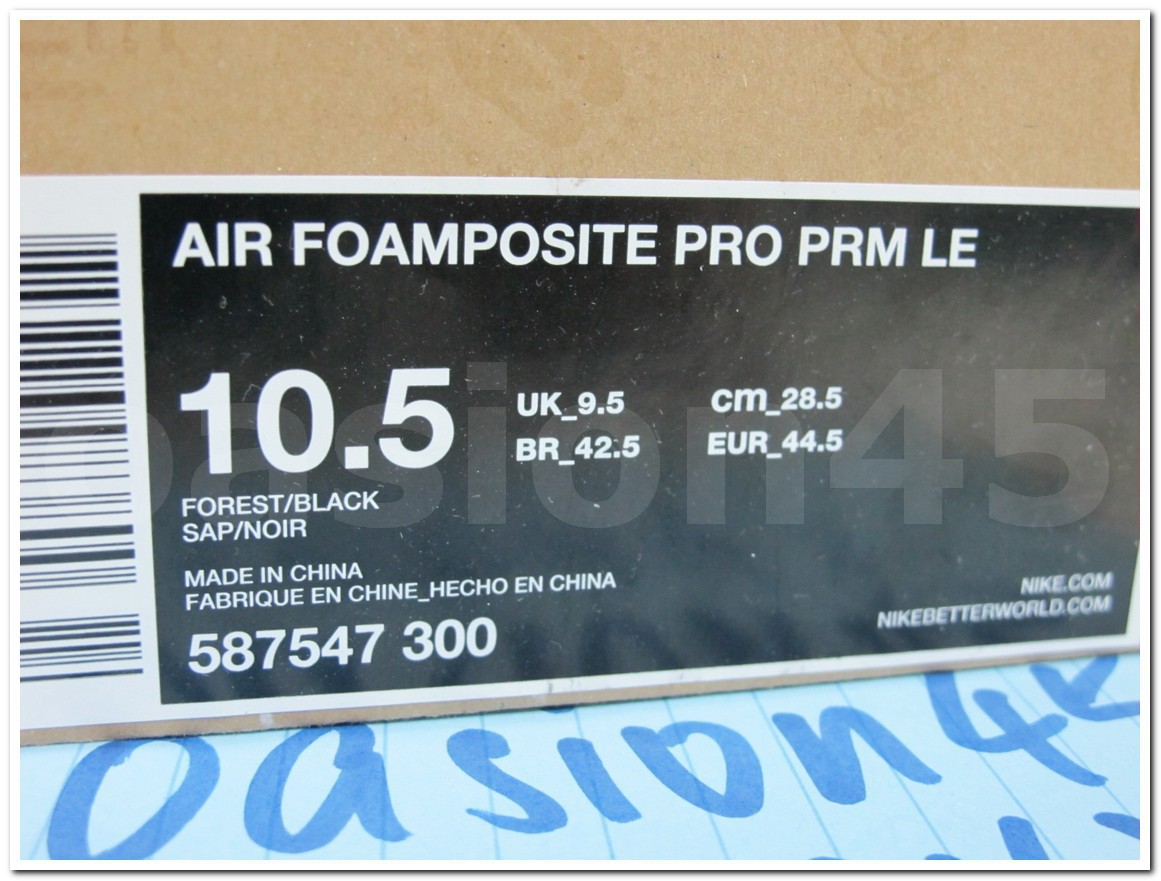 AIR FOAMPOSITE PRO PRM LE
10.5
UK_9.5 cm_28.5
BR_42.5 EUR_44.5
FOREST/BLACK
SAP/NOIR
MADE IN CHINA
FABRIQUE EN CHINE_HECHO EN CHINA
587547 300
NIKE.COM
NIKEBETTERWORLD.COM
oasion45
oasion45